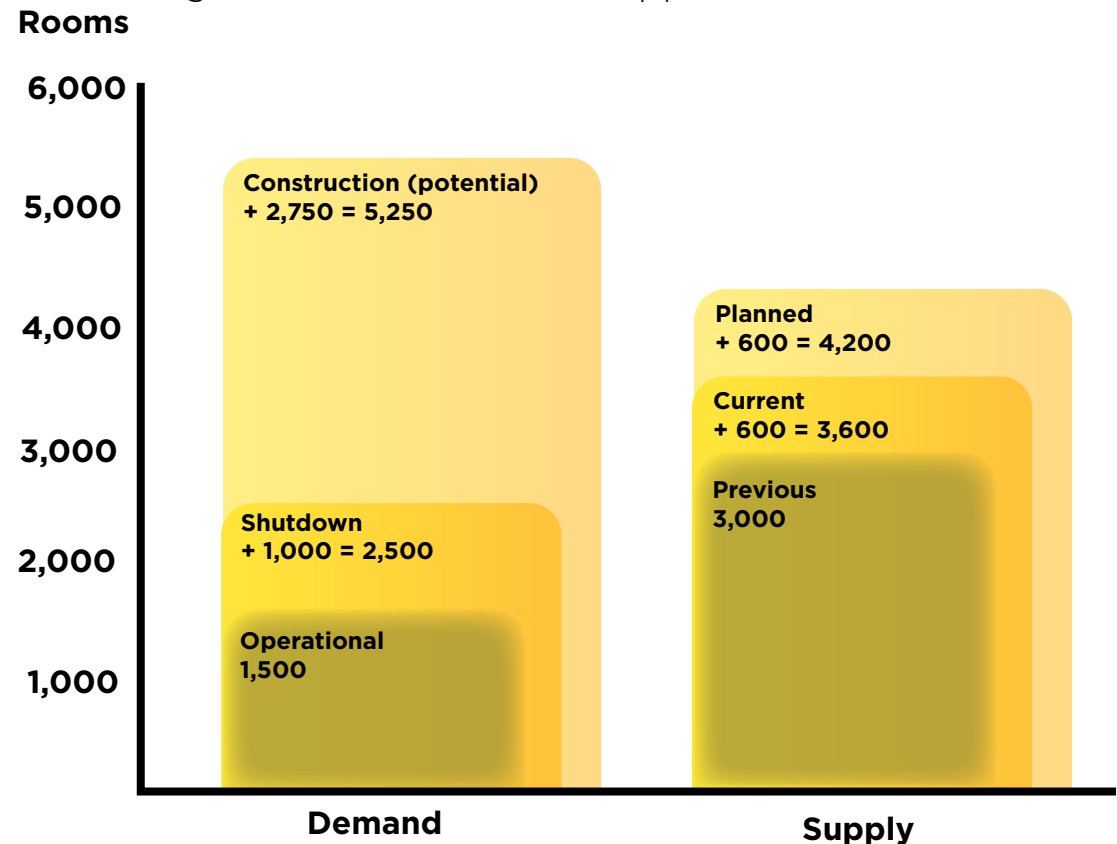 Rooms
6,000
5,000
4,000
3,000
2,000
1,000
Construction (potential)
+ 2,750 = 5,250
Shutdown
+ 1,000 = 2,500
Operational
1,500
Planned
+ 600 = 4,200
Current
+ 600 = 3,600
Previous
3,000
Demand
Supply